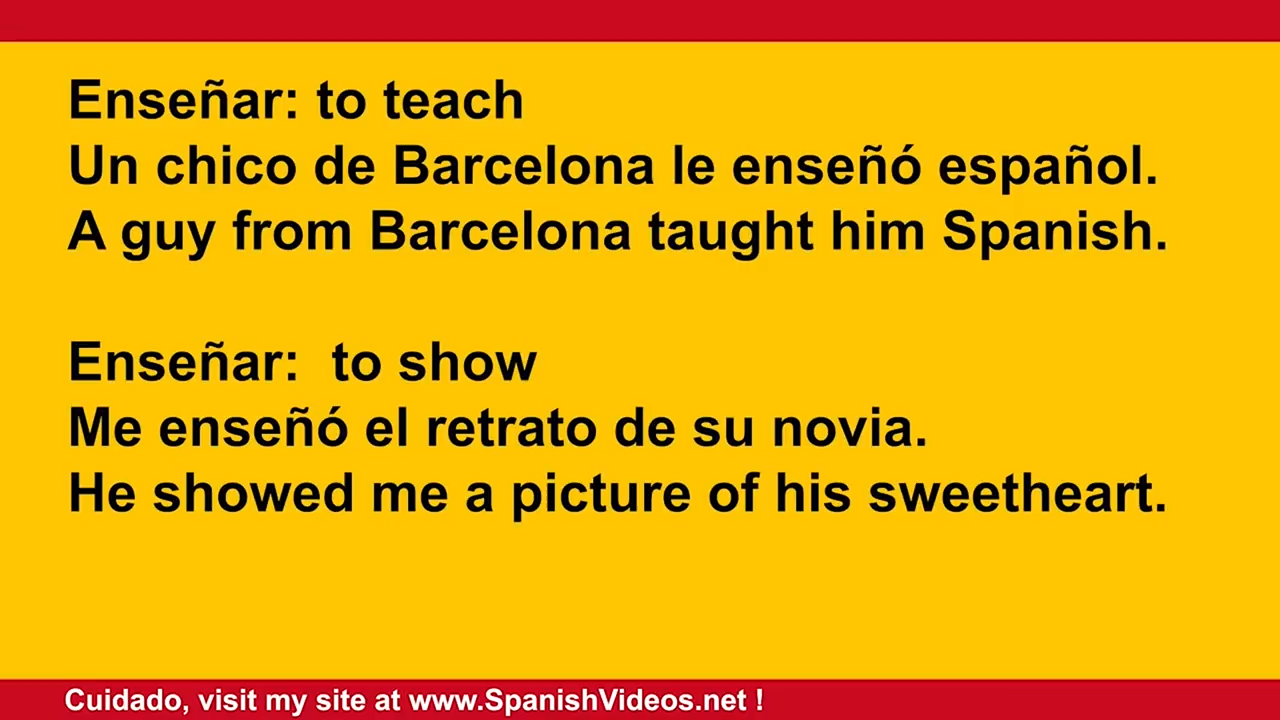 Enseñar: to teach
Un chico de Barcelona le enseñó español.
A guy from Barcelona taught him Spanish.
Enseñar: to show
Me enseñó el retrato de su novia.
He showed me a picture of his sweetheart.
Cuidado, visit my site at www.SpanishVideos.net !